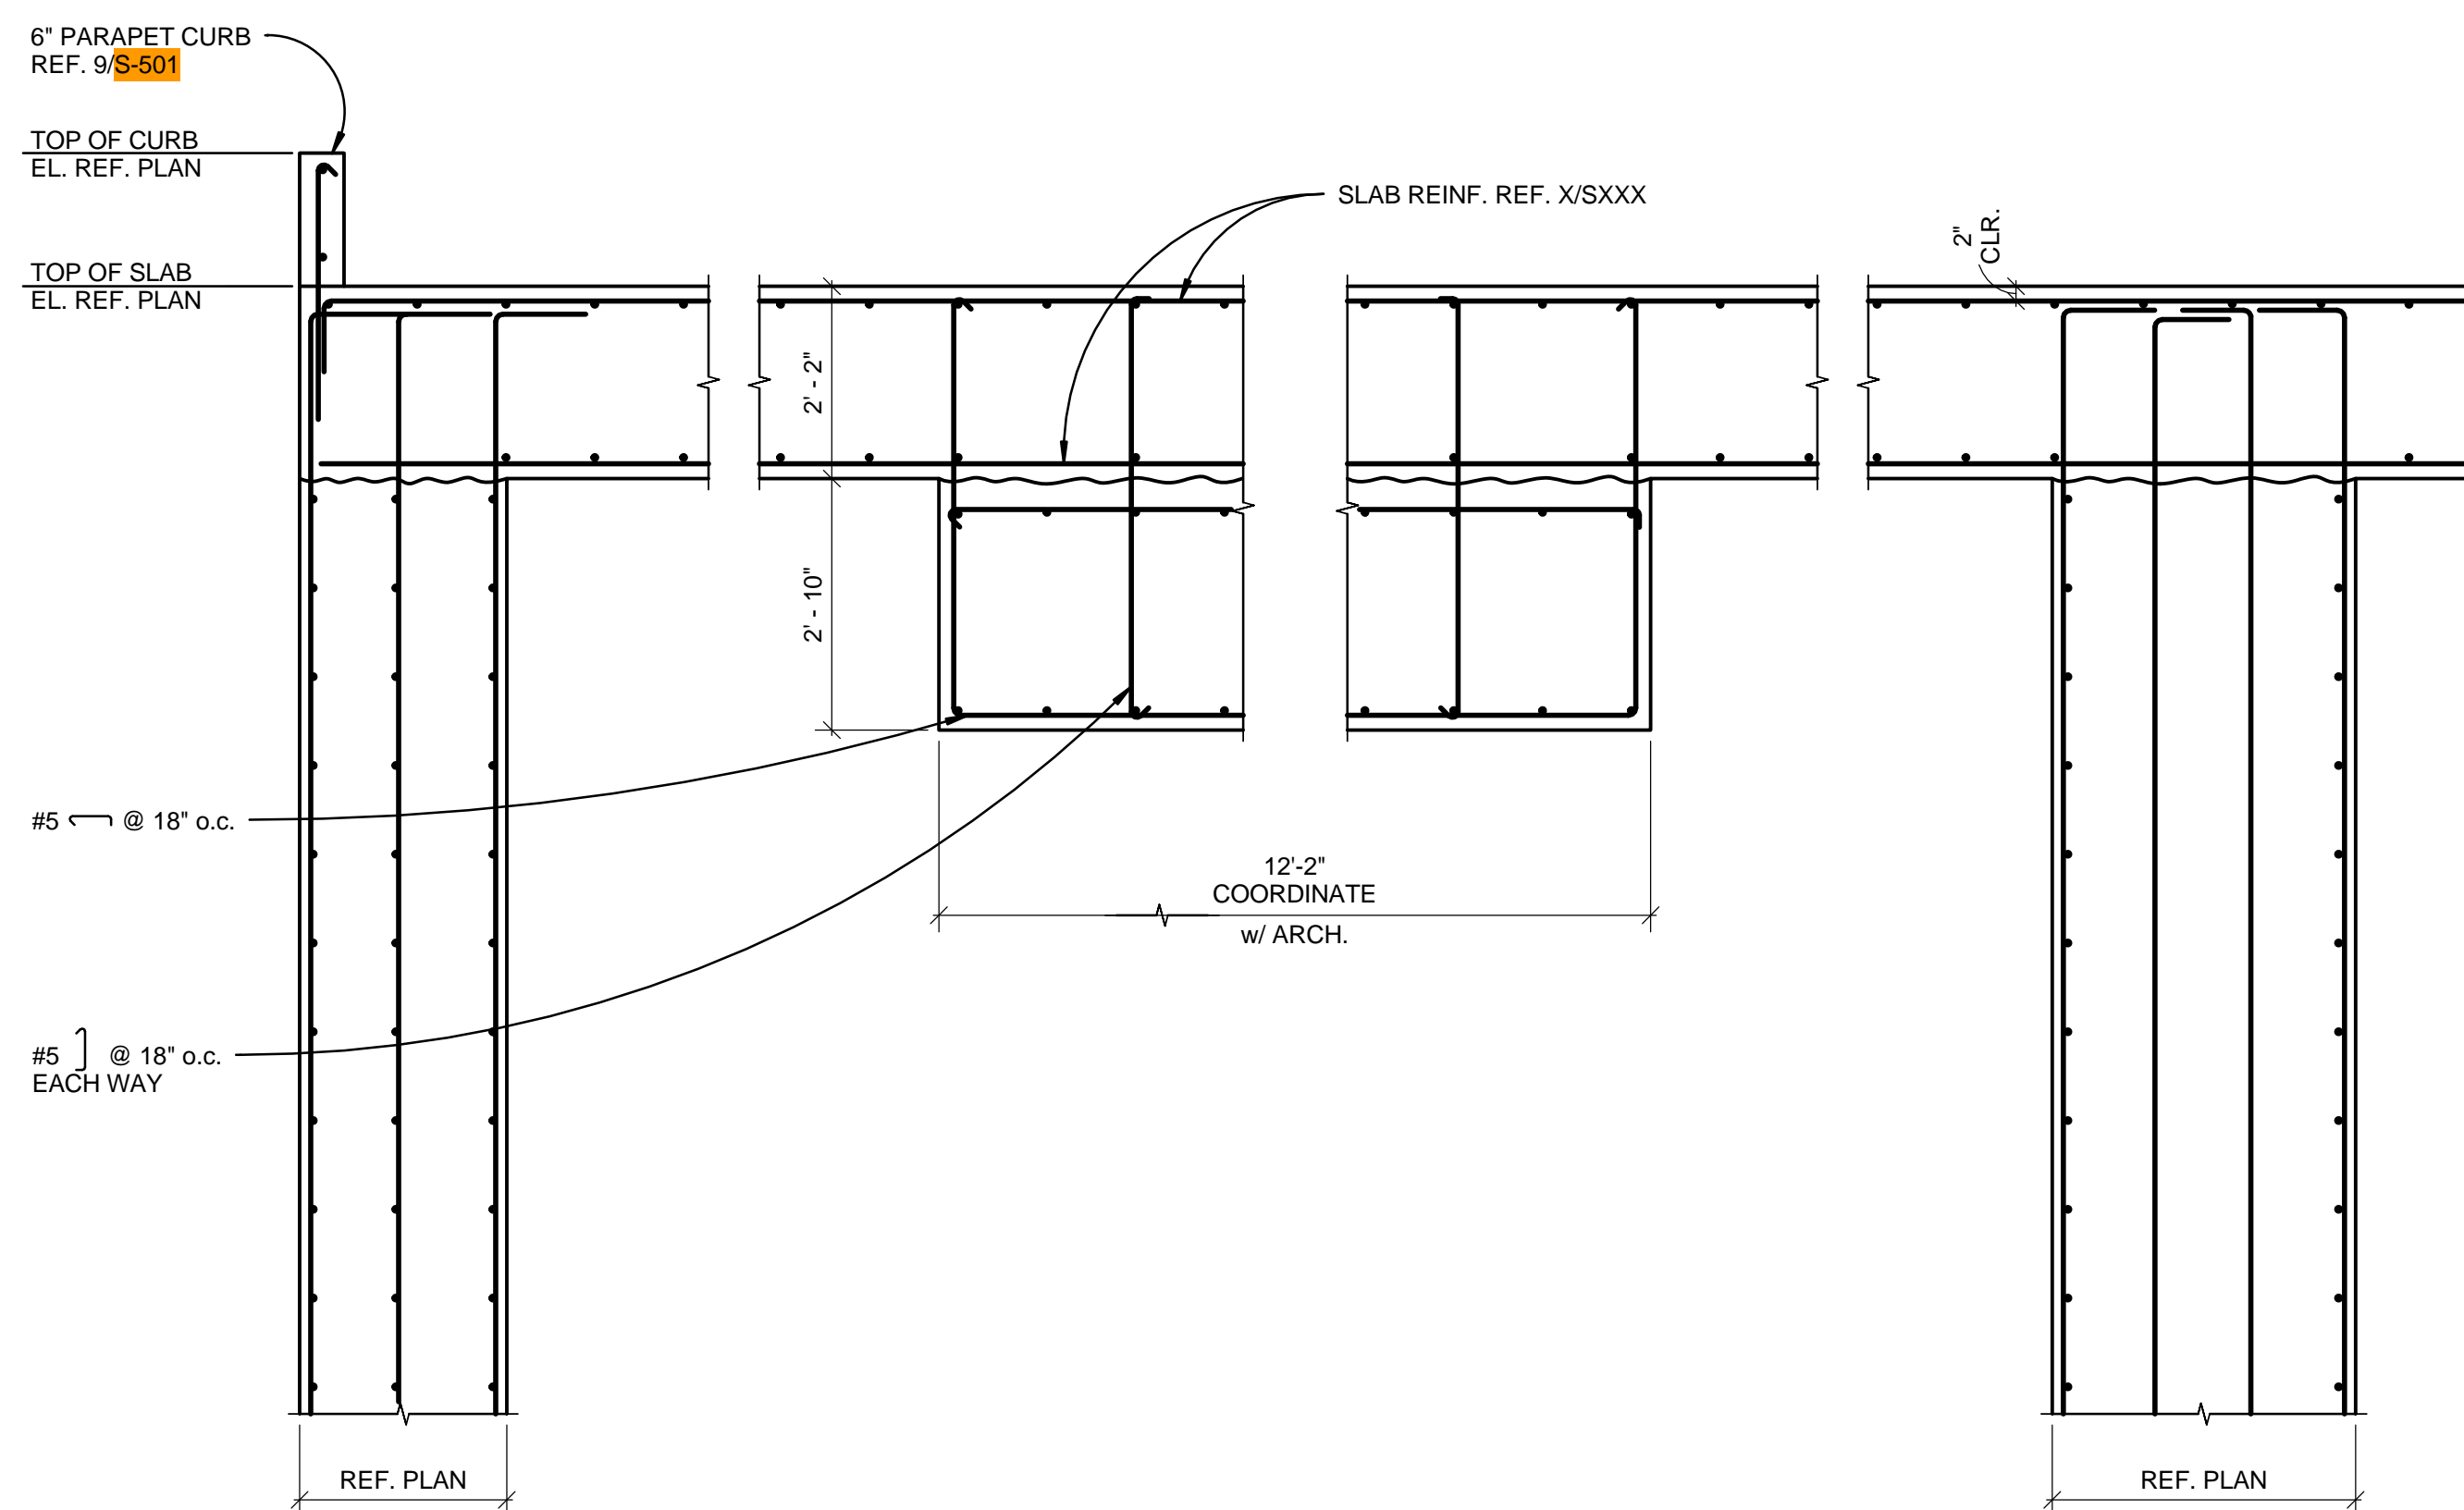 6" PARAPET CURB
REF. 9/S-501
TOP OF CURB
EL. REF. PLAN
SLAB REINF. REF. X/SXXX
2"
CLR.
TOP OF SLAB
EL. REF. PLAN
2' - 2"
2' - 10"
#5 @ 18" o.c.
12'-2"
COORDINATE
w/ ARCH.
#5 @ 18" o.c.
EACH WAY
REF. PLAN
REF. PLAN